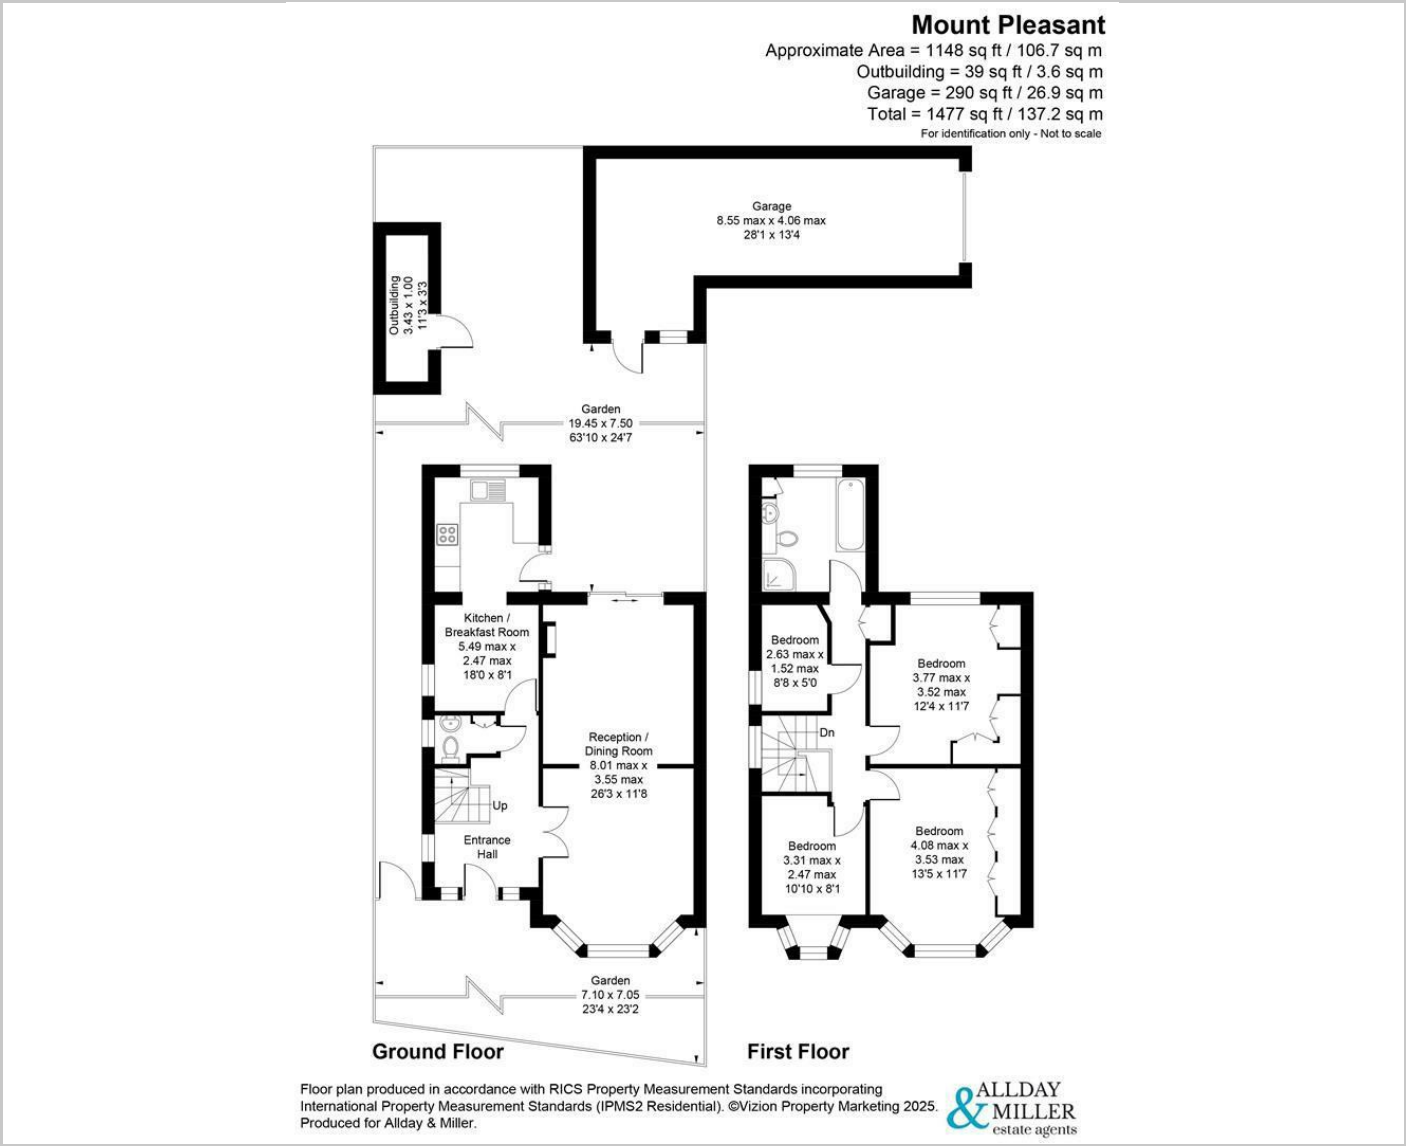 Mount Pleasant
Approximate Area = 1148 sq ft / 106.7 sq m
Outbuilding = 39 sq ft / 3.6 sq m
Garage = 290 sq ft / 26.9 sq m
Total = 1477 sq ft / 137.2 sq m
For identification only - Not to scale
Garage
8.55 max x 4.06 max
28'1 x 13'4
Outbuilding
3.43 x 1.00
11'3 x 3'3
Garden
19.45 x 7.50
63'10 x 24'7
Kitchen /
Breakfast Room
5.49 max x
2.47 max
18'0 x 8'1
Reception /
Dining Room
8.01 max x
3.55 max
26'3 x 11'8
Up
Entrance
Hall
Garden
7.10 x 7.05
23'4 x 23'2
Ground Floor
Bedroom
2.63 max x
1.52 max
8'8 x 5'0
Bedroom
3.77 max x
3.52 max
12'4 x 11'7
Dn
Bedroom
3.31 max x
2.47 max
10'10 x 8'1
Bedroom
4.08 max x
3.53 max
13'5 x 11'7
First Floor
Floor plan produced in accordance with RICS Property Measurement Standards incorporating
International Property Measurement Standards (IPMS2 Residential). ©Vizion Property Marketing 2025.
Produced for Allday & Miller.
ALLDAY
& MILLER
estate agents